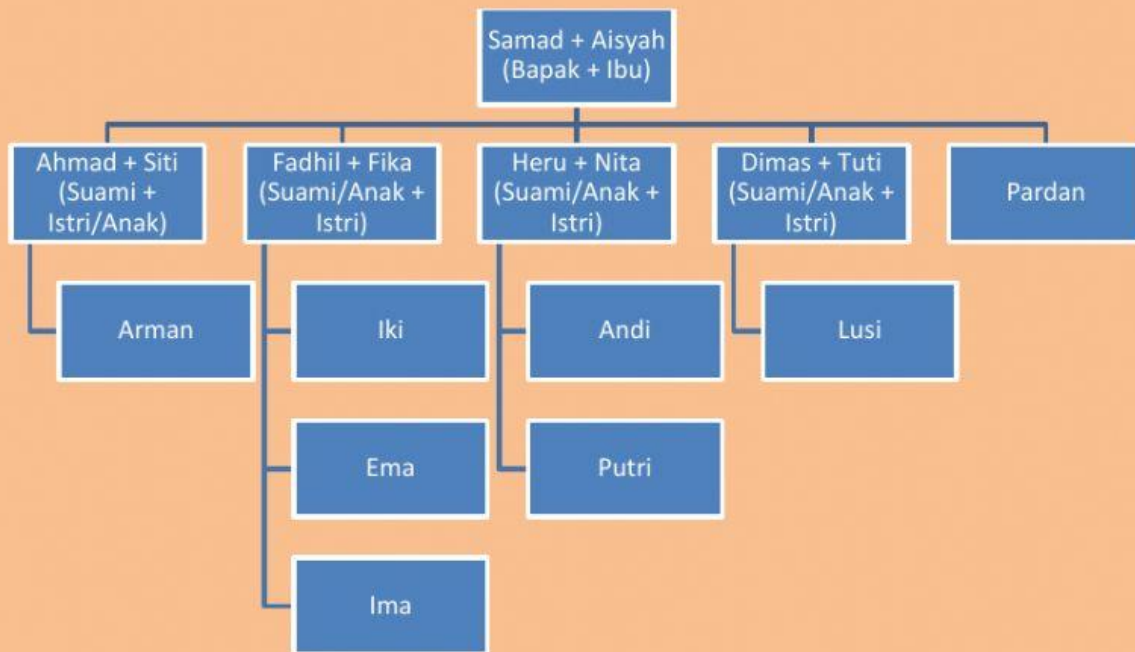 Samad + Aisyah
(Bapak + Ibu)
Ahmad + Siti
(Suami +
Istri/Anak)
Fadhil + Fika
(Suami/Anak +
Istri)
Heru + Nita
(Suami/Anak +
Istri)
Dimas + Tuti
(Suami/Anak +
Istri)
Pardan
Arman
Iki
Andi
Lusi
Ema
Putri
Ima